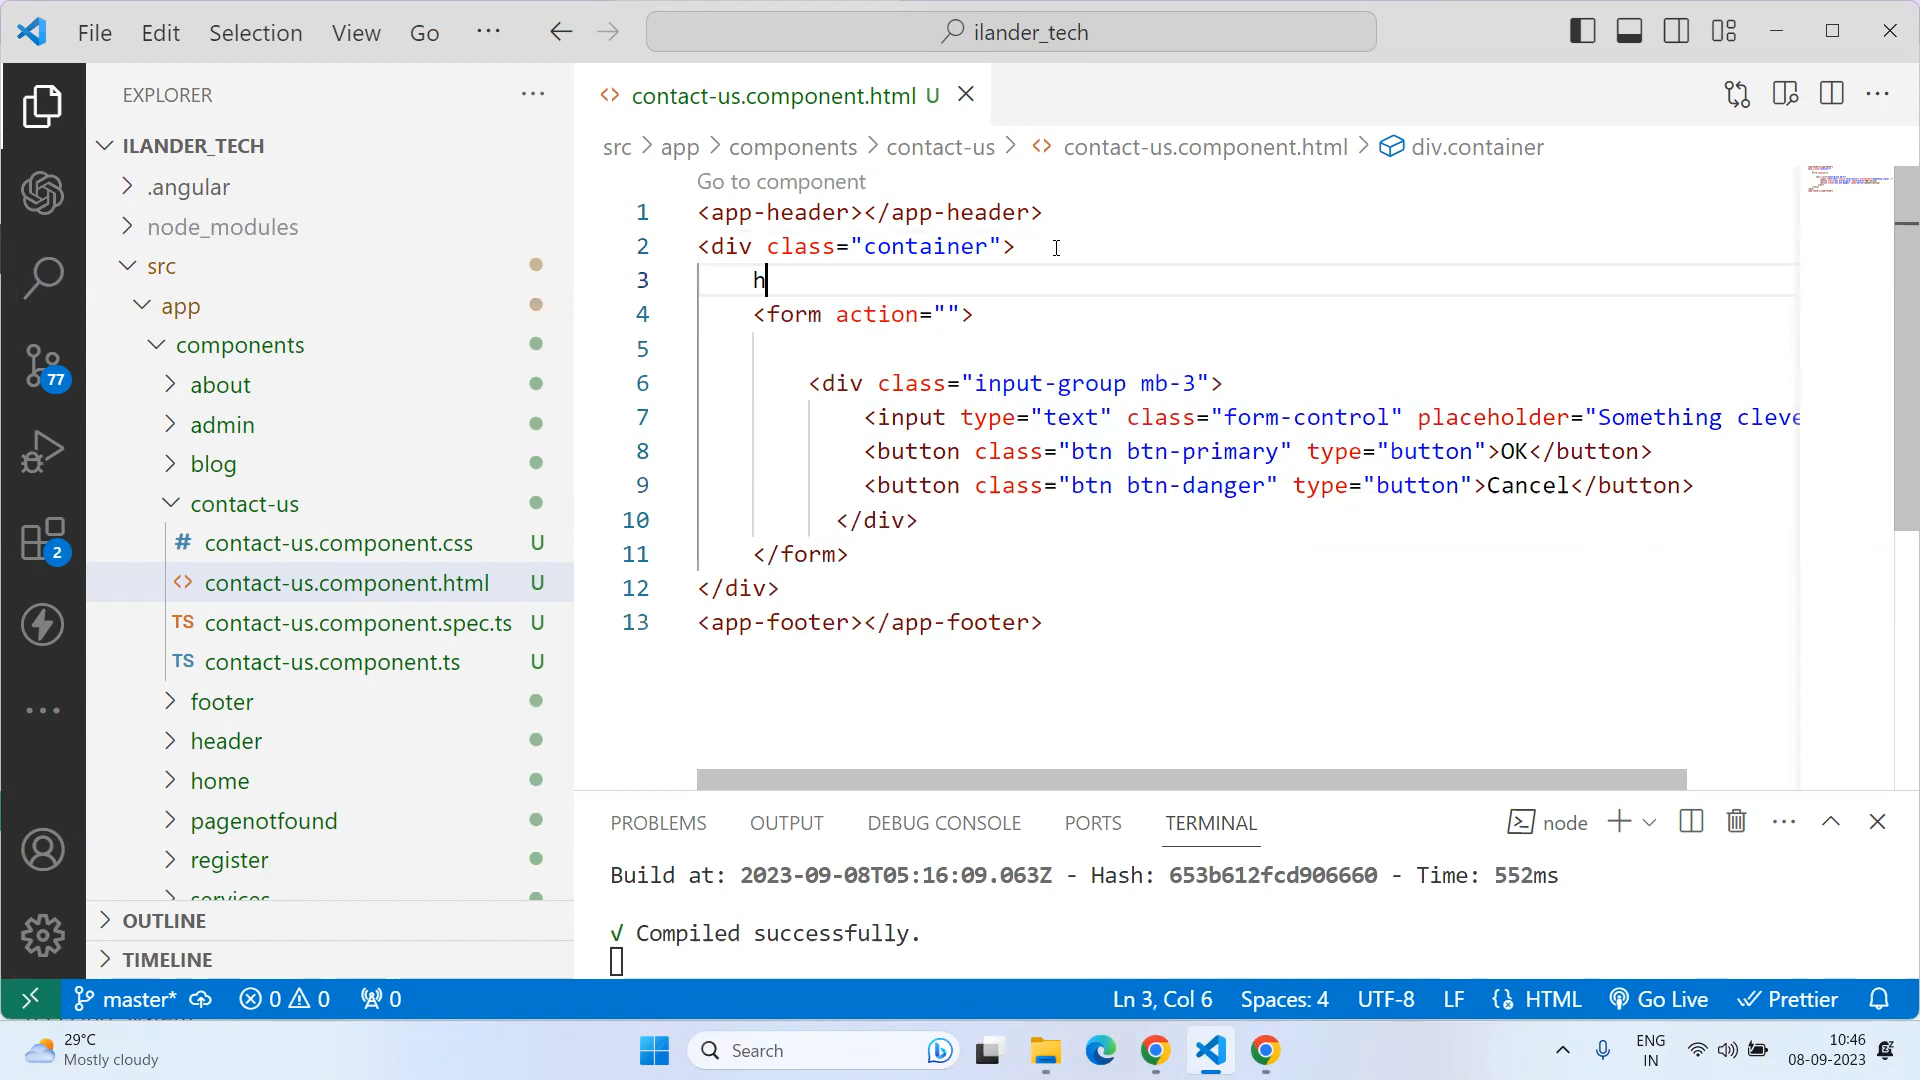 File Edit Selection View Go ··· ilander_tech
EXPLORER ···
ILANDER_TECH
.angular
node_modules
src
app
components
about
admin
blog
contact-us
# contact-us.component.css U
<> contact-us.component.html U
TS contact-us.component.spec.ts U
TS contact-us.component.ts U
footer
header
home
pagenotfound
register
services
OUTLINE
TIMELINE
77
2
<> contact-us.component.html U
src > app > components > contact-us > <> contact-us.component.html > div.container
Go to component
1 <app-header></app-header>
2 <div class="container">
3 h
4 <form action="">
5
6 <div class="input-group mb-3">
7 <input type="text" class="form-control" placeholder="Something cleve
8 <button class="btn btn-primary" type="button">OK</button>
9 <button class="btn btn-danger" type="button">Cancel</button>
10 </div>
11 </form>
12 </div>
13 <app-footer></app-footer>
PROBLEMS OUTPUT DEBUG CONSOLE PORTS TERMINAL node
Build at: 2023-09-08T05:16:09.063Z - Hash: 653b612fcd906660 - Time: 552ms
√ Compiled successfully.
master* 0 0 0 Ln 3, Col 6 Spaces: 4 UTF-8 LF HTML Go Live Prettier
29°C
Mostly cloudy
Search
ENG
IN
10:46
08-09-2023